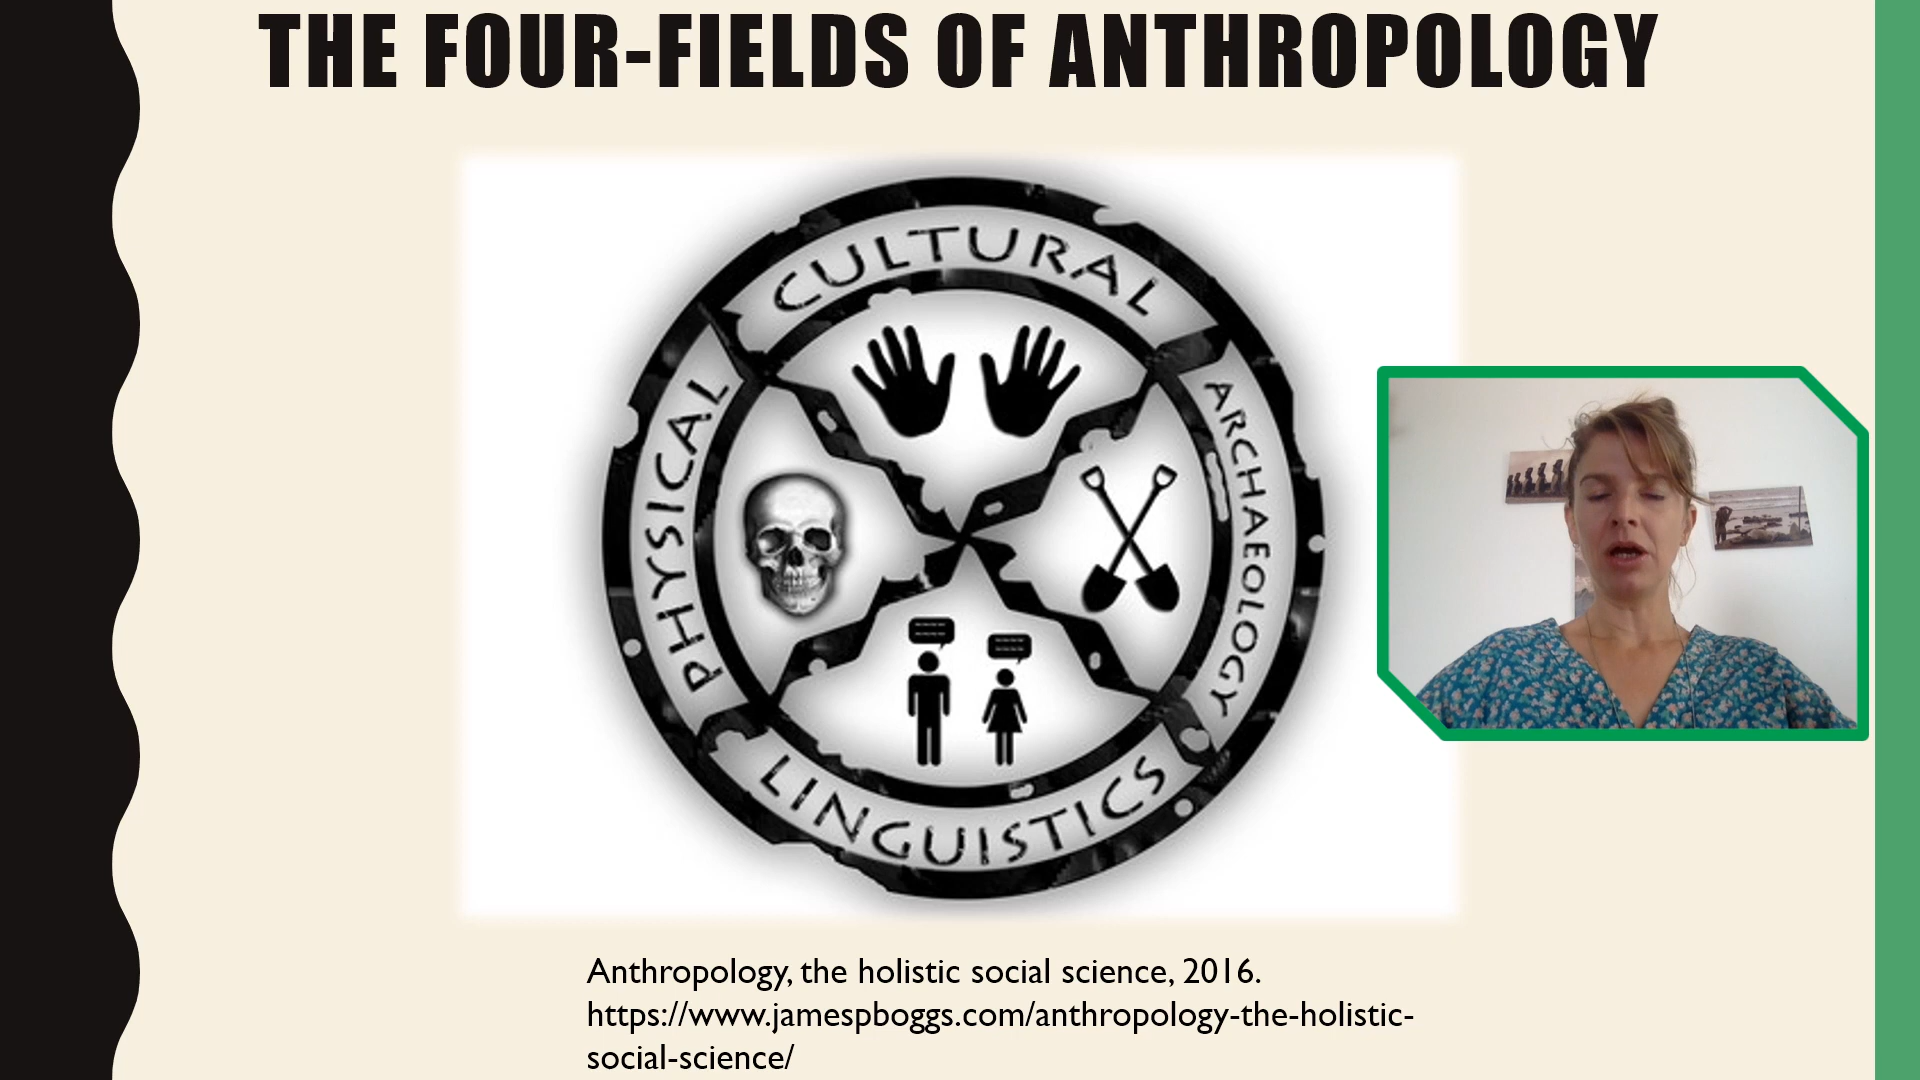 THE FOUR-FIELDS OF ANTHROPOLOGY
CULTURAL
PHYSICAL
ARCHAEOLOGY
LINGUISTICS
Anthropology, the holistic social science, 2016.
https://www.jamespboggs.com/anthropology-the-holistic-
social-science/